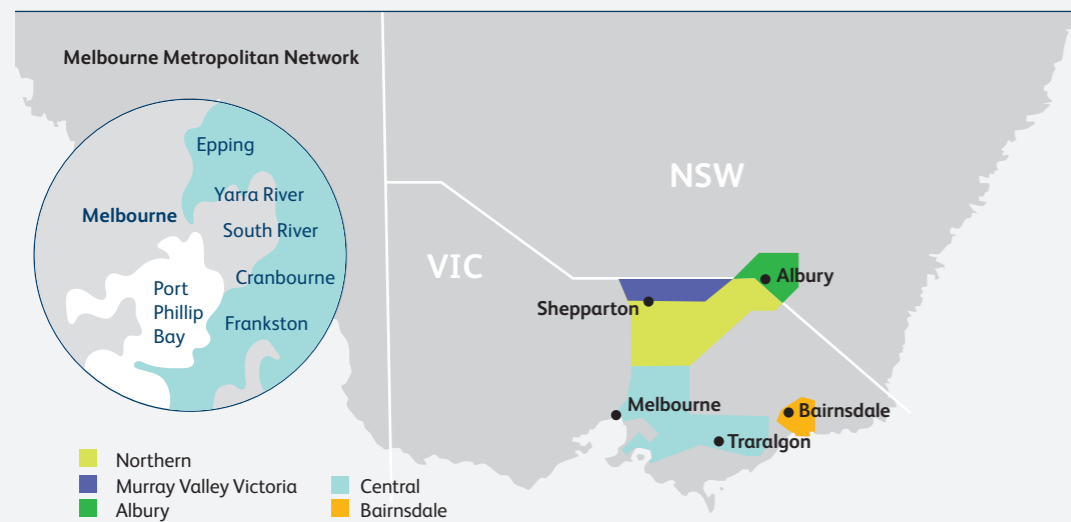 Melbourne Metropolitan Network
Epping
Yarra River
Melbourne
South River
Cranbourne
Port
Phillip
Bay
Frankston
NSW
VIC
Albury
Shepparton
Melbourne
Bairnsdale
Traralgon
Northern
Murray Valley Victoria
Albury
Central
Bairnsdale